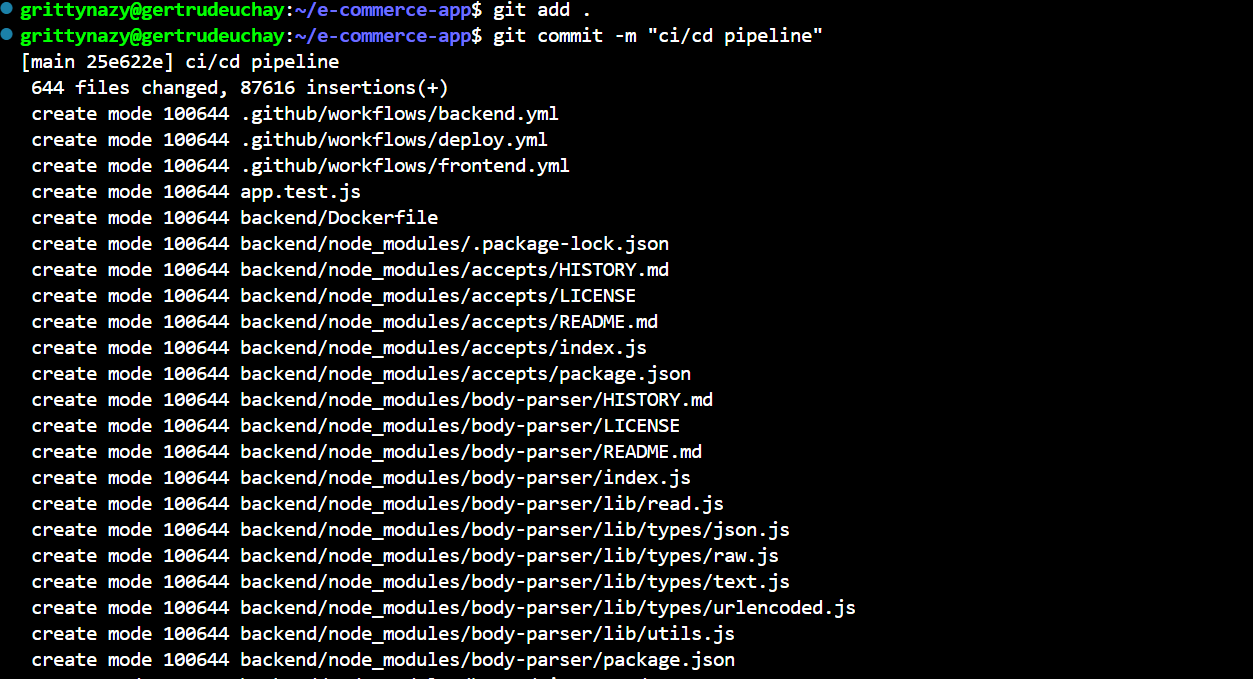 grittynazy@gertrudeuchay:~/e-commerce-app$ git add .
grittynazy@gertrudeuchay:~/e-commerce-app$ git commit -m "ci/cd pipeline"
[main 25e622e] ci/cd pipeline
644 files changed, 87616 insertions(+)
create mode 100644 .github/workflows/backend.yml
create mode 100644 .github/workflows/deploy.yml
create mode 100644 .github/workflows/frontend.yml
create mode 100644 app.test.js
create mode 100644 backend/Dockerfile
create mode 100644 backend/node_modules/.package-lock.json
create mode 100644 backend/node_modules/accepts/HISTORY.md
create mode 100644 backend/node_modules/accepts/LICENSE
create mode 100644 backend/node_modules/accepts/README.md
create mode 100644 backend/node_modules/accepts/index.js
create mode 100644 backend/node_modules/accepts/package.json
create mode 100644 backend/node_modules/body-parser/HISTORY.md
create mode 100644 backend/node_modules/body-parser/LICENSE
create mode 100644 backend/node_modules/body-parser/README.md
create mode 100644 backend/node_modules/body-parser/index.js
create mode 100644 backend/node_modules/body-parser/lib/read.js
create mode 100644 backend/node_modules/body-parser/lib/types/json.js
create mode 100644 backend/node_modules/body-parser/lib/types/raw.js
create mode 100644 backend/node_modules/body-parser/lib/types/text.js
create mode 100644 backend/node_modules/body-parser/lib/types/urlencoded.js
create mode 100644 backend/node_modules/body-parser/lib/utils.js
create mode 100644 backend/node_modules/body-parser/package.json